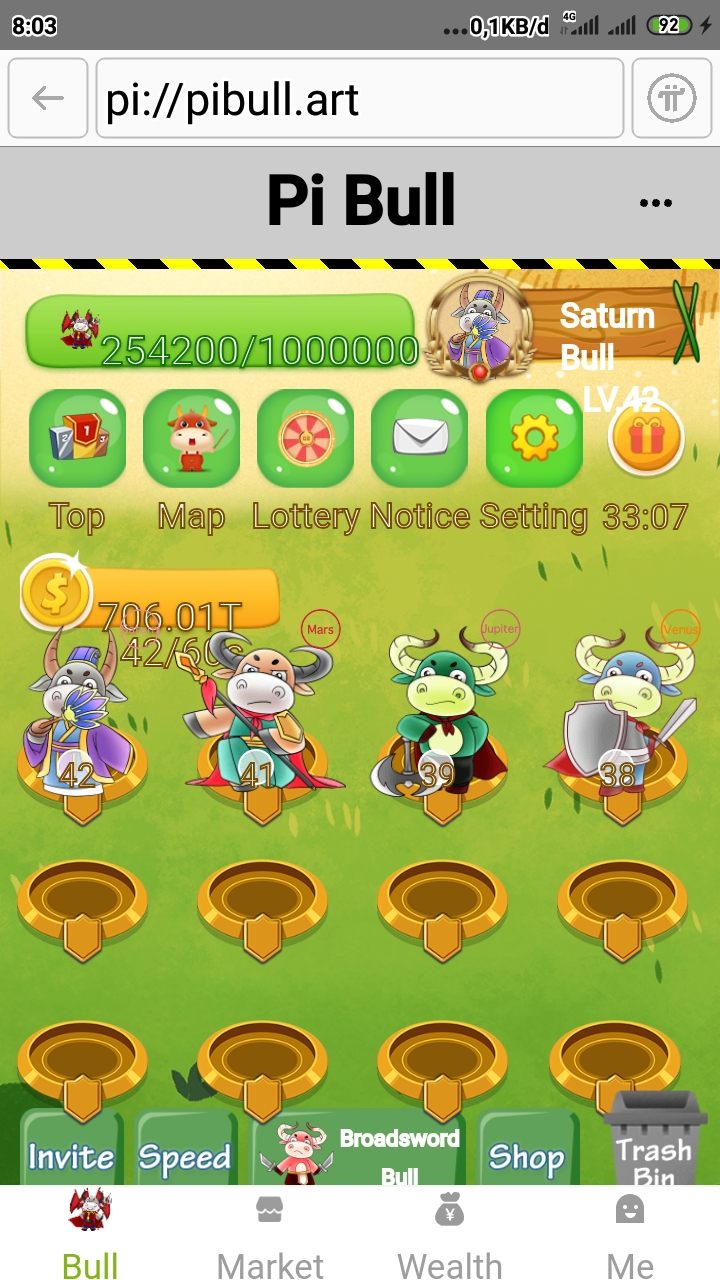 8:03
...0,1KB/d 4G 92
pi://pibull.art
Pi Bull
254200/1000000
Saturn
Bull
LV.42
Top Map Lottery Notice Setting 33:07
706.01T
42/60s
Mars Jupiter Venus
42 41 39 38
Invite Speed Broadsword
Bull Shop Trash
Bin
Bull Market Wealth Me